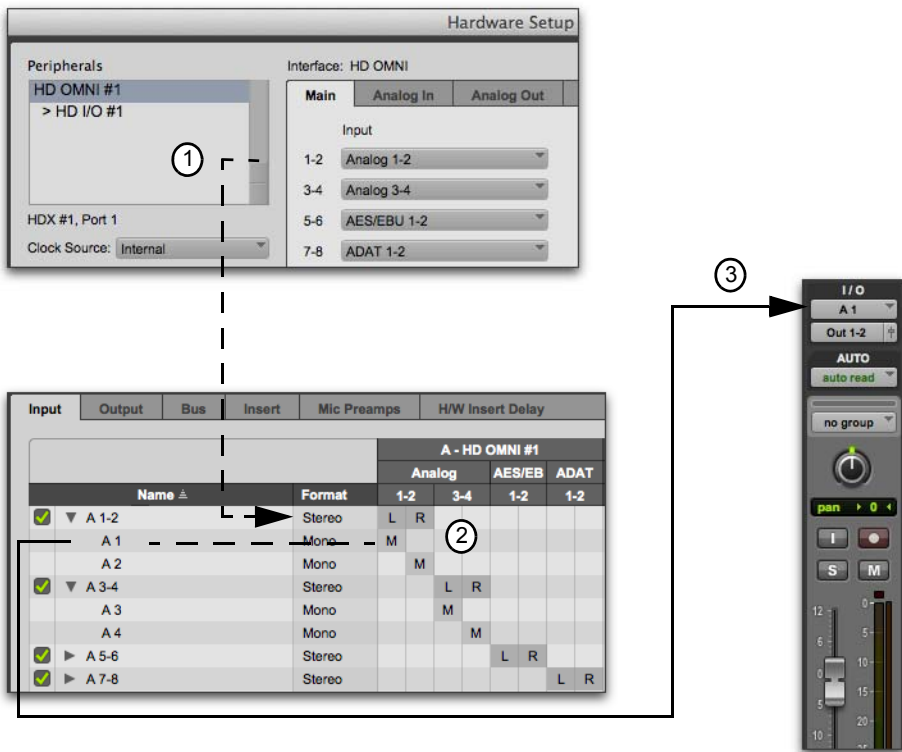 Hardware Setup
Peripherals
HD OMNI #1
> HD I/O #1
HDX #1, Port 1
Clock Source: Internal
Interface: HD OMNI
Main Analog In Analog Out
Input
1-2 Analog 1-2
3-4 Analog 3-4
5-6 AES/EBU 1-2
7-8 ADAT 1-2
1
3
Input Output Bus Insert Mic Preamps H/W Insert Delay
A - HD OMNI #1
Analog AES/EB ADAT
Name Format 1-2 3-4 1-2 1-2
A 1-2 Stereo L R
A 1 Mono M
2
A 2 Mono M
A 3-4 Stereo L R
A 3 Mono M
A 4 Mono M
A 5-6 Stereo L R
A 7-8 Stereo L R
I / O
A 1
Out 1-2
AUTO
auto read
no group
pan 0
I
S M
12 0
5
6
10
0
15
5
20
10